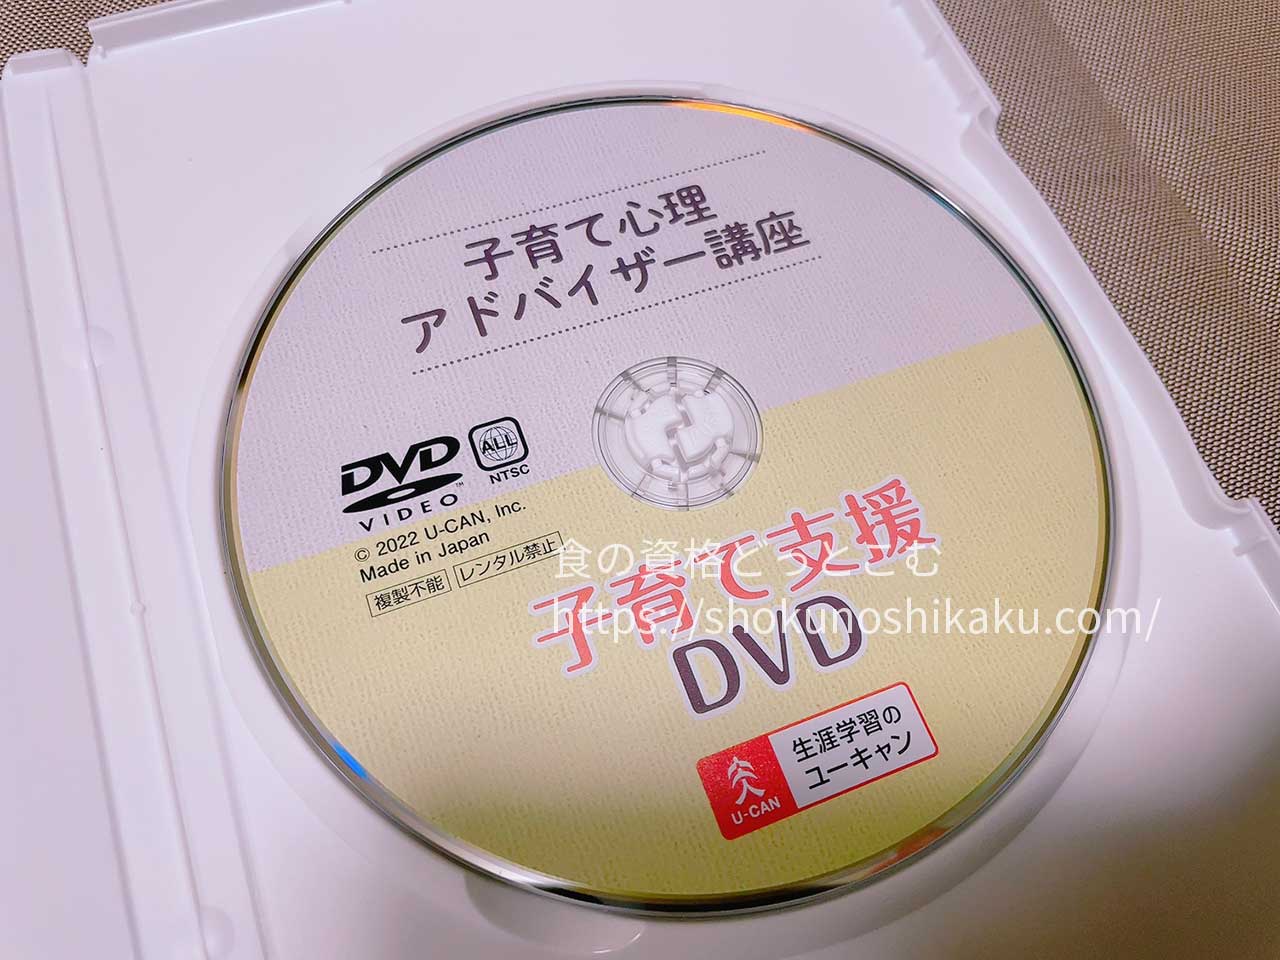 子育て心理
アドバイザー講座
DVD
VIDEO
ALL
NTSC
© 2022 U-CAN, Inc.
Made in Japan
複製不能 レンタル禁止
子育て支援
DVD
食の資格どっとこむ
https://shokunoshikaku.com/
生涯学習の
ユーキャン
U-CAN